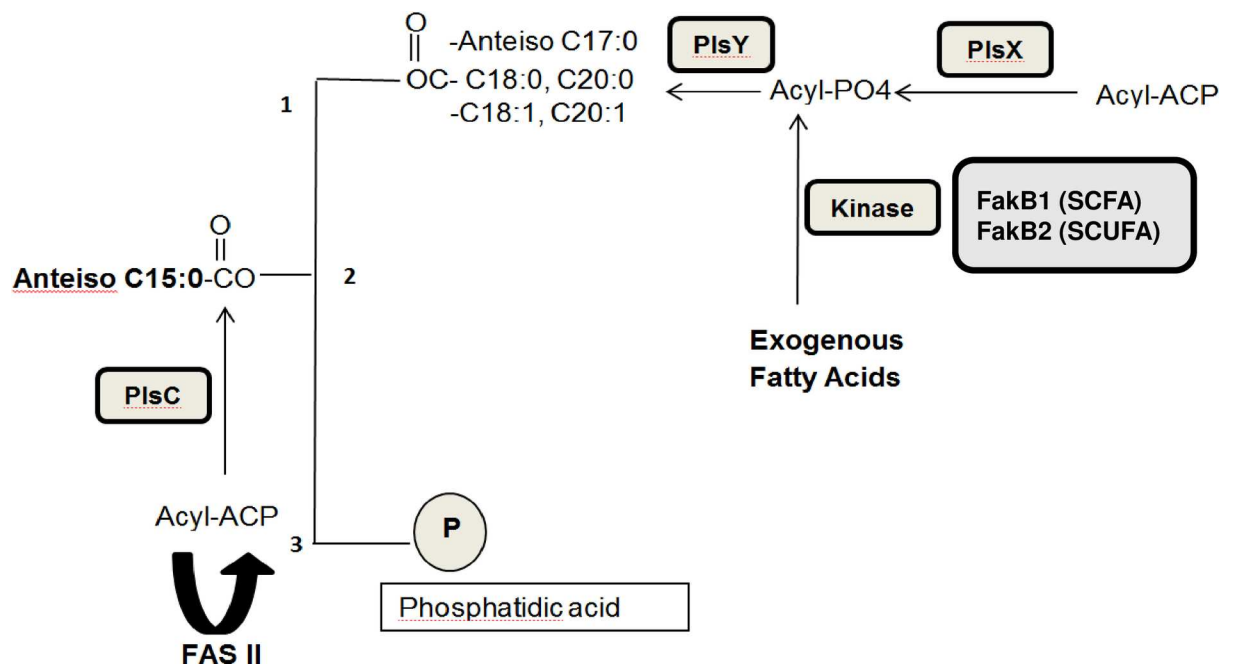 O
-Anteiso C17:0
OC- C18:0, C20:0
-C18:1, C20:1
1
PlsY
PlsX
Acyl-PO4
Acyl-ACP
Kinase
FakB1 (SCFA)
FakB2 (SCUFA)
Exogenous
Fatty Acids
O
Anteiso C15:0-CO
2
PlsC
Acyl-ACP
FAS II
3
P
Phosphatidic acid